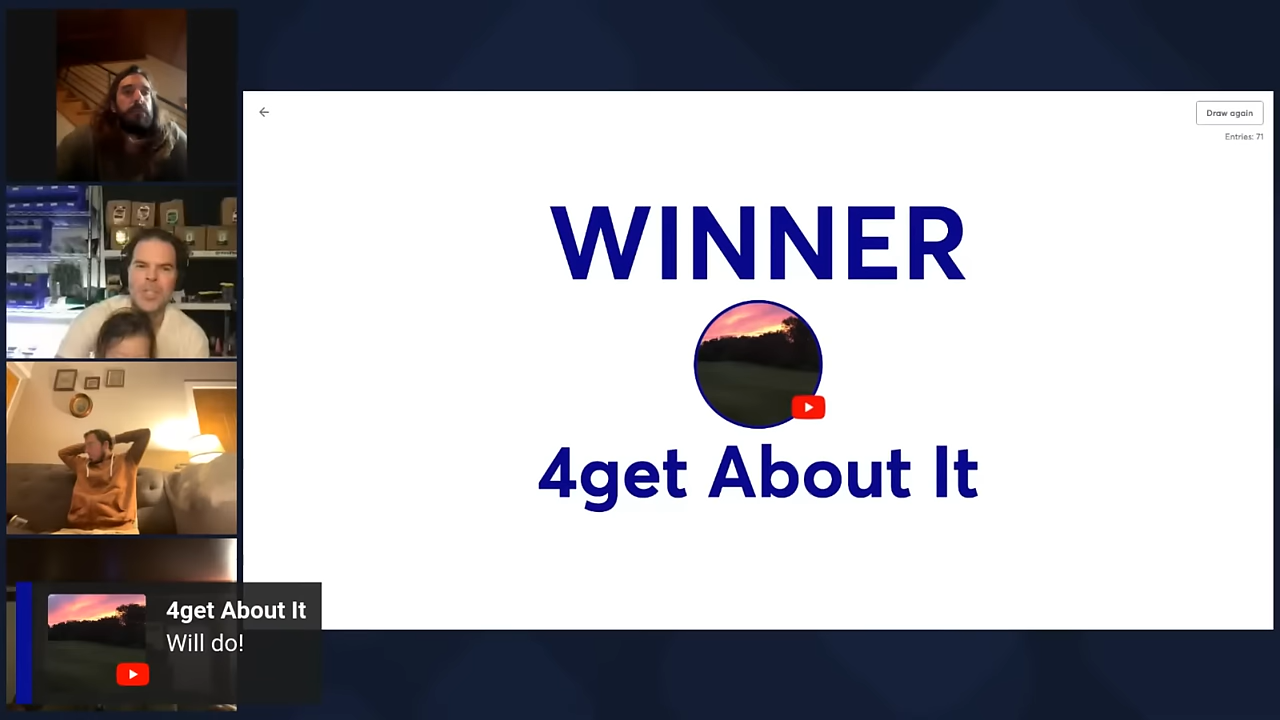 Draw again
Entries: 71
WINNER
4get About It
4get About It
Will do!